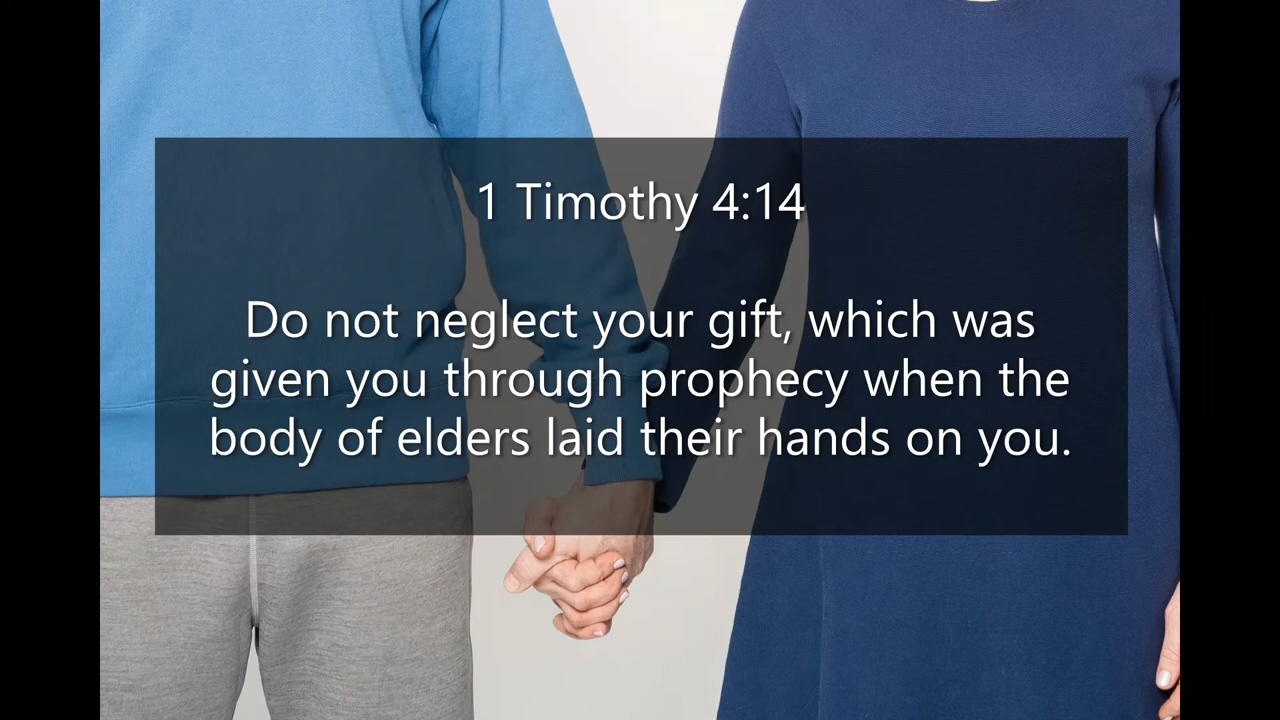 1 Timothy 4:14
Do not neglect your gift, which was
given you through prophecy when the
body of elders laid their hands on you.